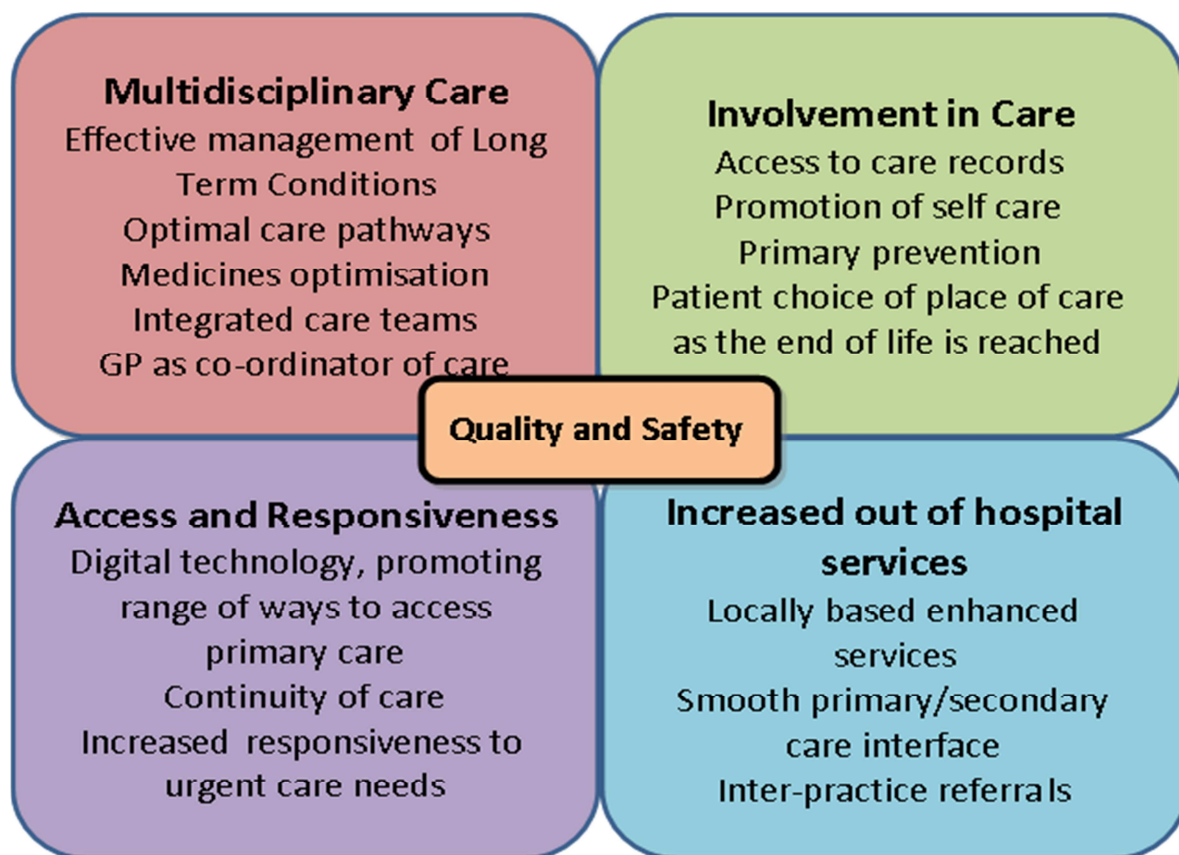 Multidisciplinary Care
Effective management of Long
Term Conditions
Optimal care pathways
Medicines optimisation
Integrated care teams
GP as co-ordinator of care
Involvement in Care
Access to care records
Promotion of self care
Primary prevention
Patient choice of place of care
as the end of life is reached
Quality and Safety
Access and Responsiveness
Digital technology, promoting
range of ways to access
primary care
Continuity of care
Increased responsiveness to
urgent care needs
Increased out of hospital
services
Locally based enhanced
services
Smooth primary/secondary
care interface
Inter-practice referrals